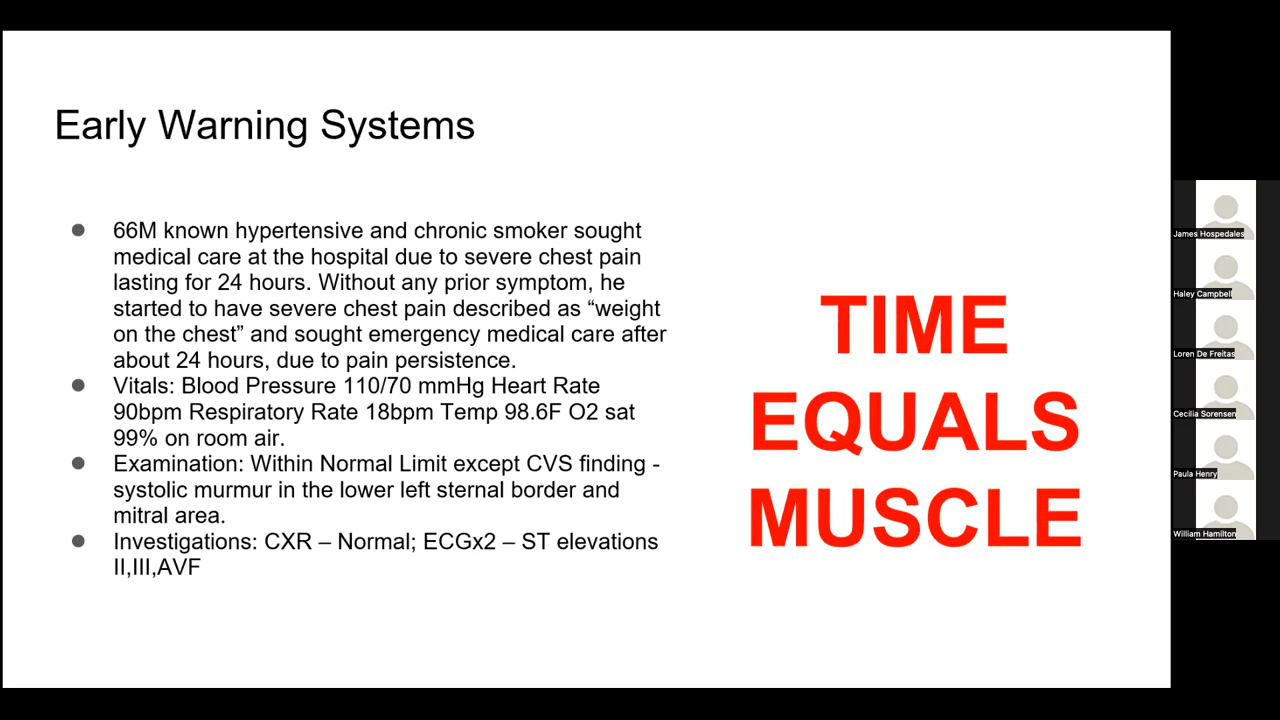 Early Warning Systems
● 66M known hypertensive and chronic smoker sought
medical care at the hospital due to severe chest pain
lasting for 24 hours. Without any prior symptom, he
started to have severe chest pain described as “weight
on the chest” and sought emergency medical care after
about 24 hours, due to pain persistence.
● Vitals: Blood Pressure 110/70 mmHg Heart Rate
90bpm Respiratory Rate 18bpm Temp 98.6F O2 sat
99% on room air.
● Examination: Within Normal Limit except CVS finding -
systolic murmur in the lower left sternal border and
mitral area.
● Investigations: CXR – Normal; ECGx2 – ST elevations
II,III,AVF
TIME
EQUALS
MUSCLE
James Hospedales
Haley Campbell
Loren De Freitas
Cecilia Sorensen
Paula Henry
William Hamilton